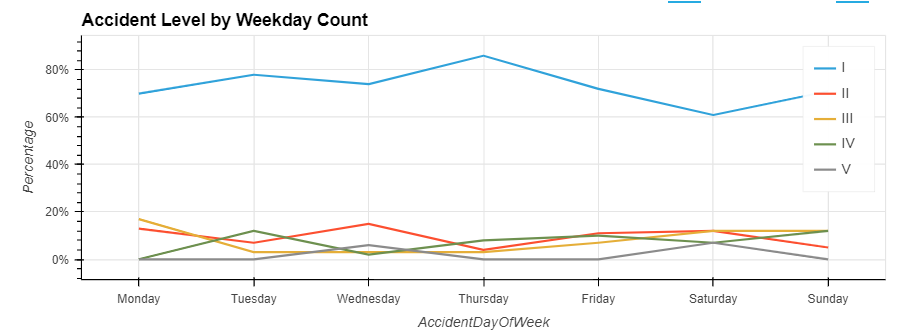 Accident Level by Weekday Count
80%
60%
40%
20%
0%
Percentage
I
II
III
IV
V
Monday Tuesday Wednesday Thursday Friday Saturday Sunday
AccidentDayOfWeek